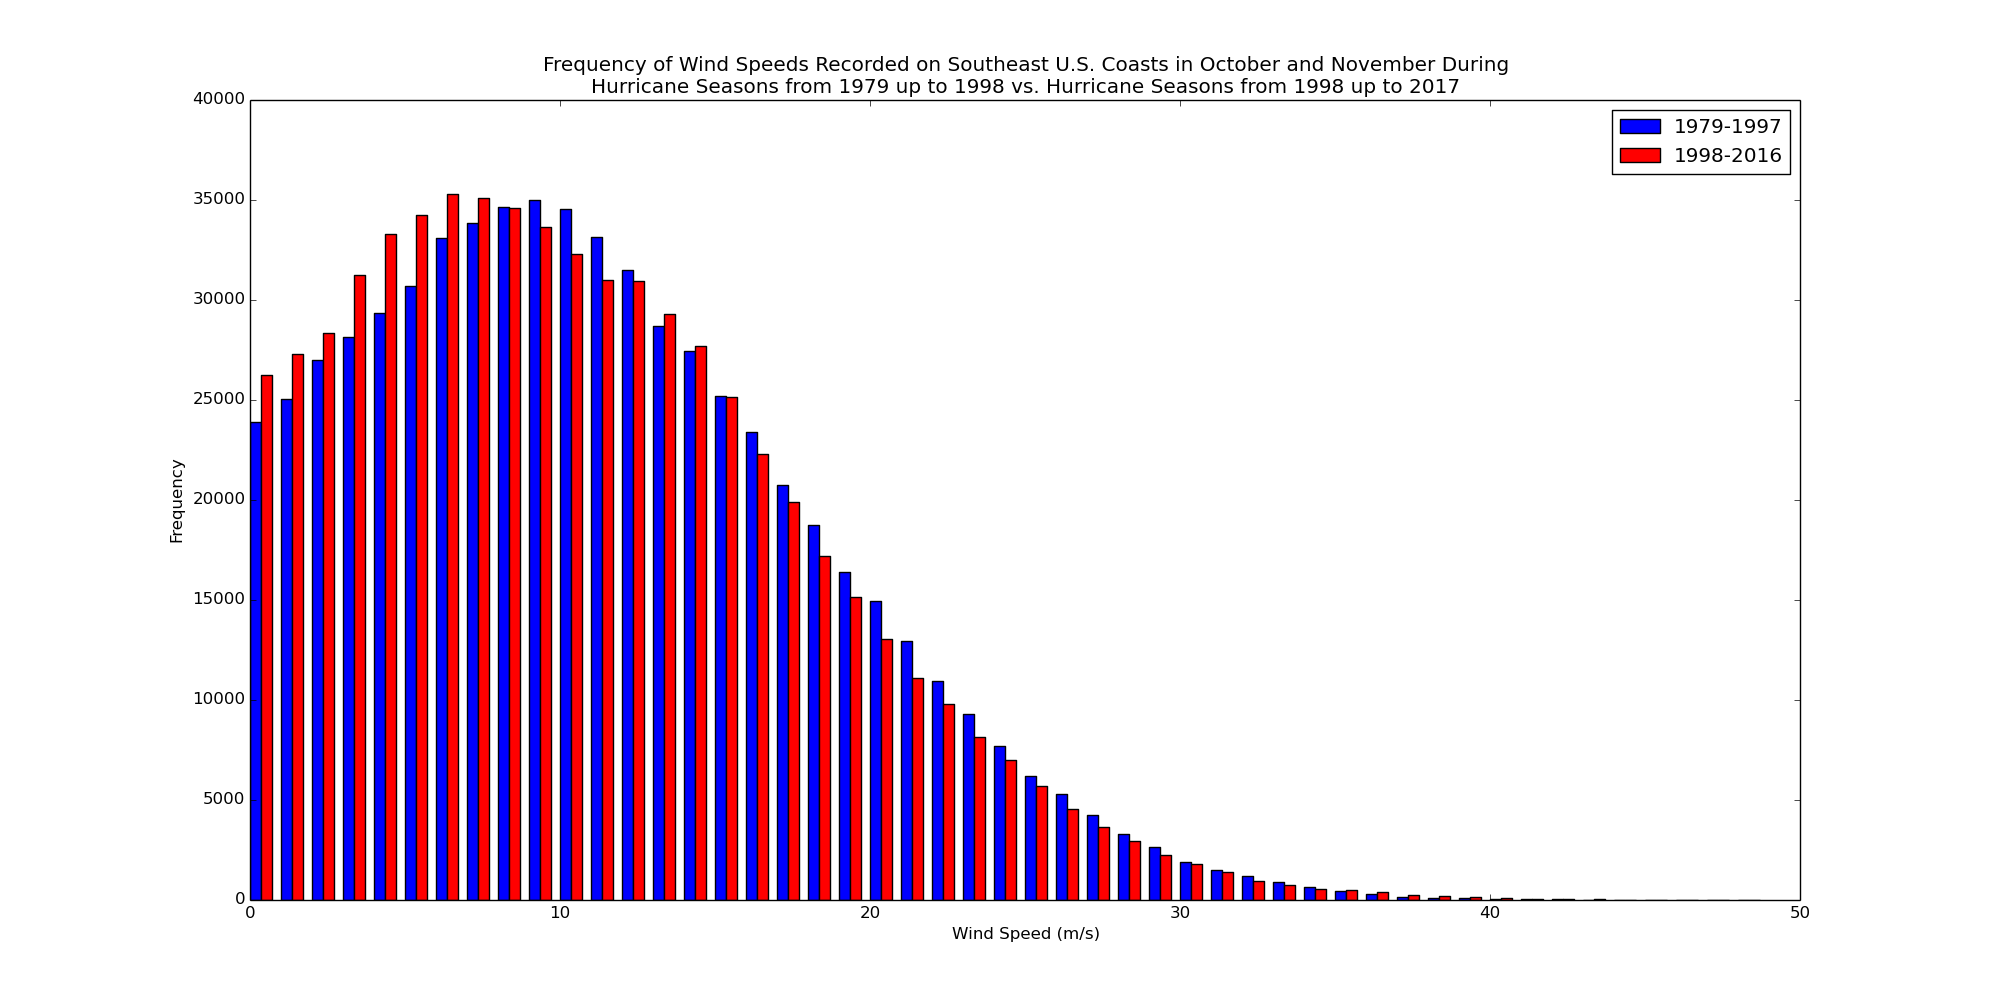 Frequency of Wind Speeds Recorded on Southeast U.S. Coasts in October and November During
Hurricane Seasons from 1979 up to 1998 vs. Hurricane Seasons from 1998 up to 2017
1979-1997
1998-2016
40000
35000
30000
25000
20000
15000
10000
5000
0
Frequency
0 10 20 30 40 50
Wind Speed (m/s)